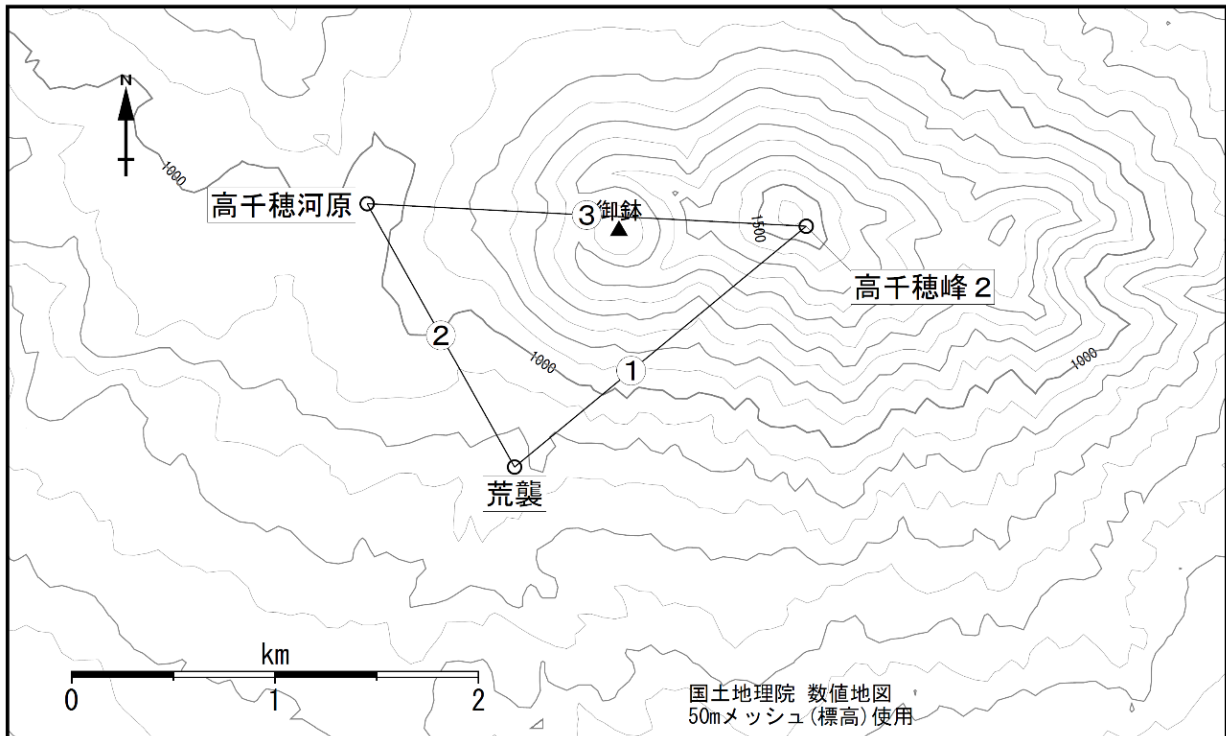 N
1000
高千穂河原
③
御鉢
1500
高千穂峰2
②
1000
①
1000
荒襲
km
0 1 2
国土地理院 数値地図
50mメッシュ(標高)使用